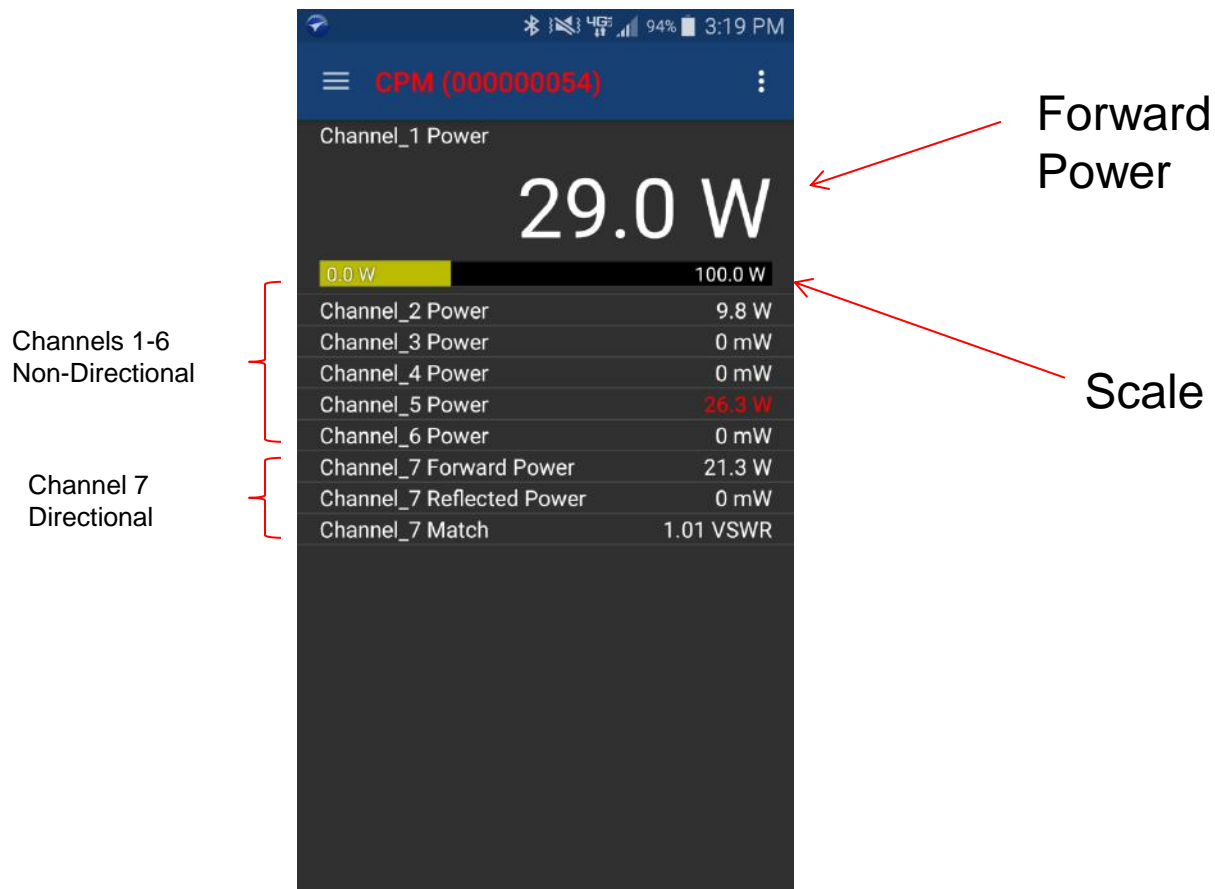 4G 94% 3:19 PM
CPM (000000054)
Channel_1 Power
29.0 W
0.0 W 100.0 W
Channel_2 Power 9.8 W
Channel_3 Power 0 mW
Channel_4 Power 0 mW
Channel_5 Power 26.3 W
Channel_6 Power 0 mW
Channel_7 Forward Power 21.3 W
Channel_7 Reflected Power 0 mW
Channel_7 Match 1.01 VSWR
Channels 1-6
Non-Directional
Channel 7
Directional
Forward
Power
Scale